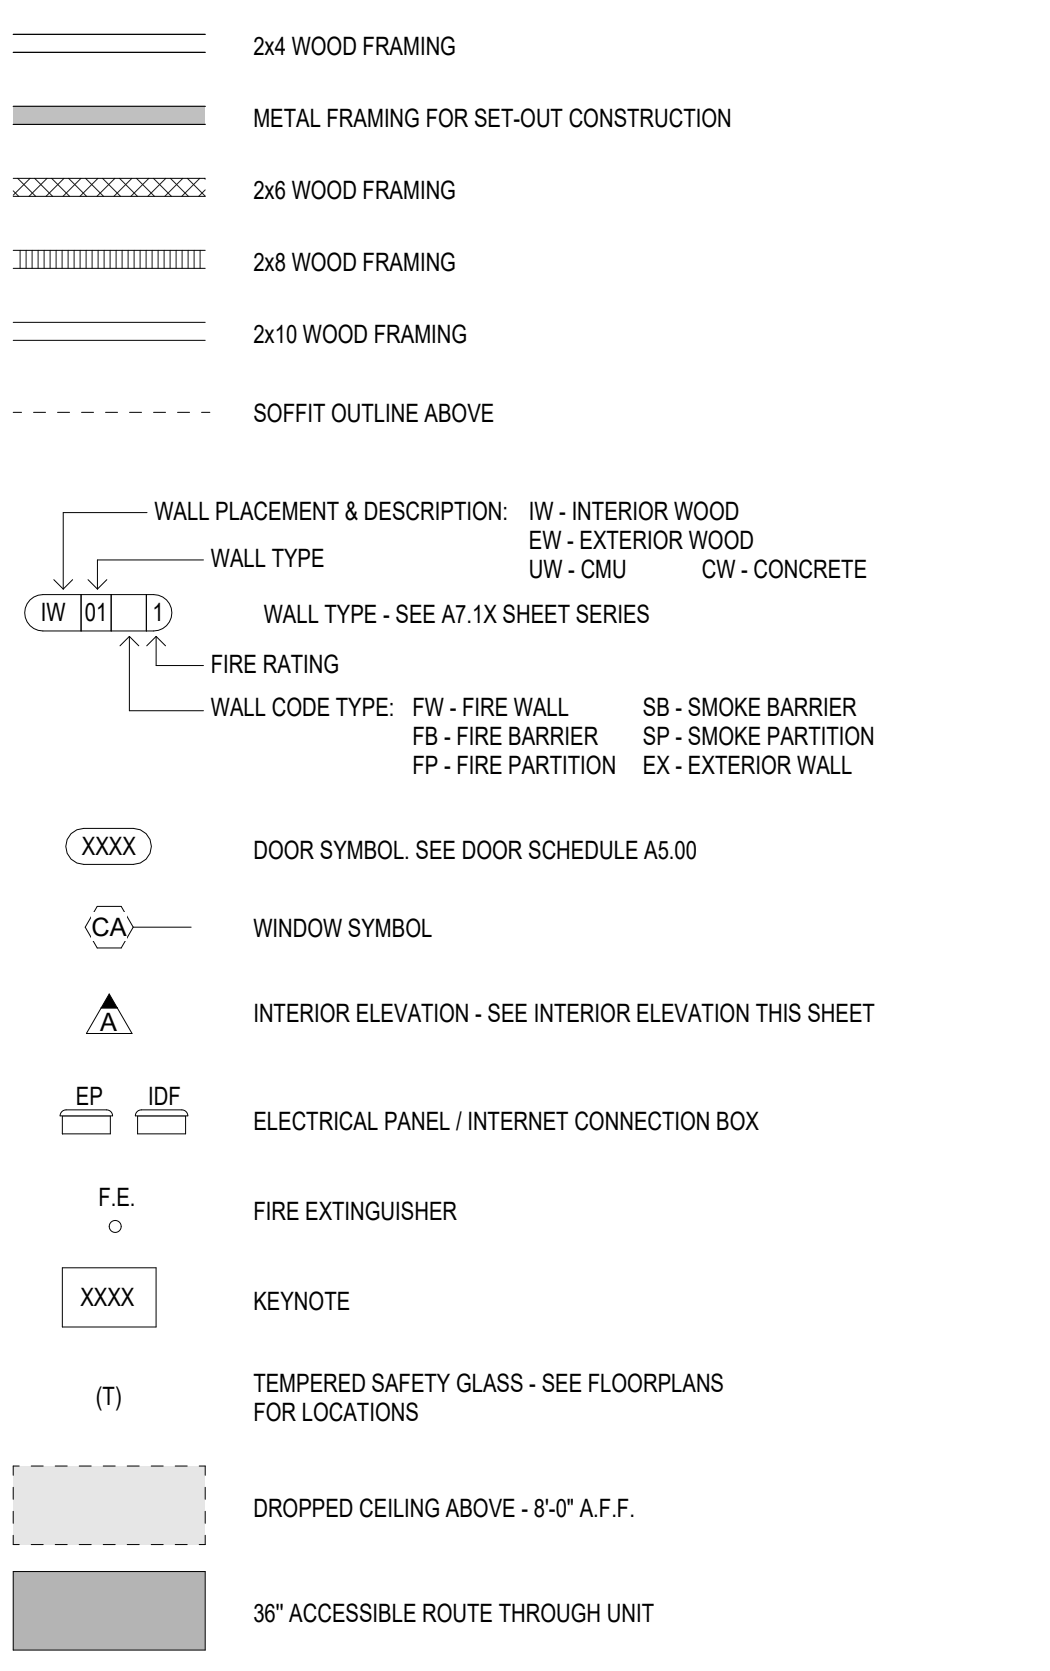 2x4 WOOD FRAMING
METAL FRAMING FOR SET-OUT CONSTRUCTION
2x6 WOOD FRAMING
2x8 WOOD FRAMING
2x10 WOOD FRAMING
SOFFIT OUTLINE ABOVE
WALL PLACEMENT & DESCRIPTION: IW - INTERIOR WOOD
EW - EXTERIOR WOOD
WALL TYPE
UW - CMU CW - CONCRETE
IW 01 1 WALL TYPE - SEE A7.1X SHEET SERIES
FIRE RATING
WALL CODE TYPE: FW - FIRE WALL SB - SMOKE BARRIER
FB - FIRE BARRIER SP - SMOKE PARTITION
FP - FIRE PARTITION EX - EXTERIOR WALL
XXXX DOOR SYMBOL. SEE DOOR SCHEDULE A5.00
CA WINDOW SYMBOL
A INTERIOR ELEVATION - SEE INTERIOR ELEVATION THIS SHEET
EP IDF
ELECTRICAL PANEL / INTERNET CONNECTION BOX
F.E.
FIRE EXTINGUISHER
XXXX KEYNOTE
(T) TEMPERED SAFETY GLASS - SEE FLOORPLANS
FOR LOCATIONS
DROPPED CEILING ABOVE - 8'-0" A.F.F.
36" ACCESSIBLE ROUTE THROUGH UNIT